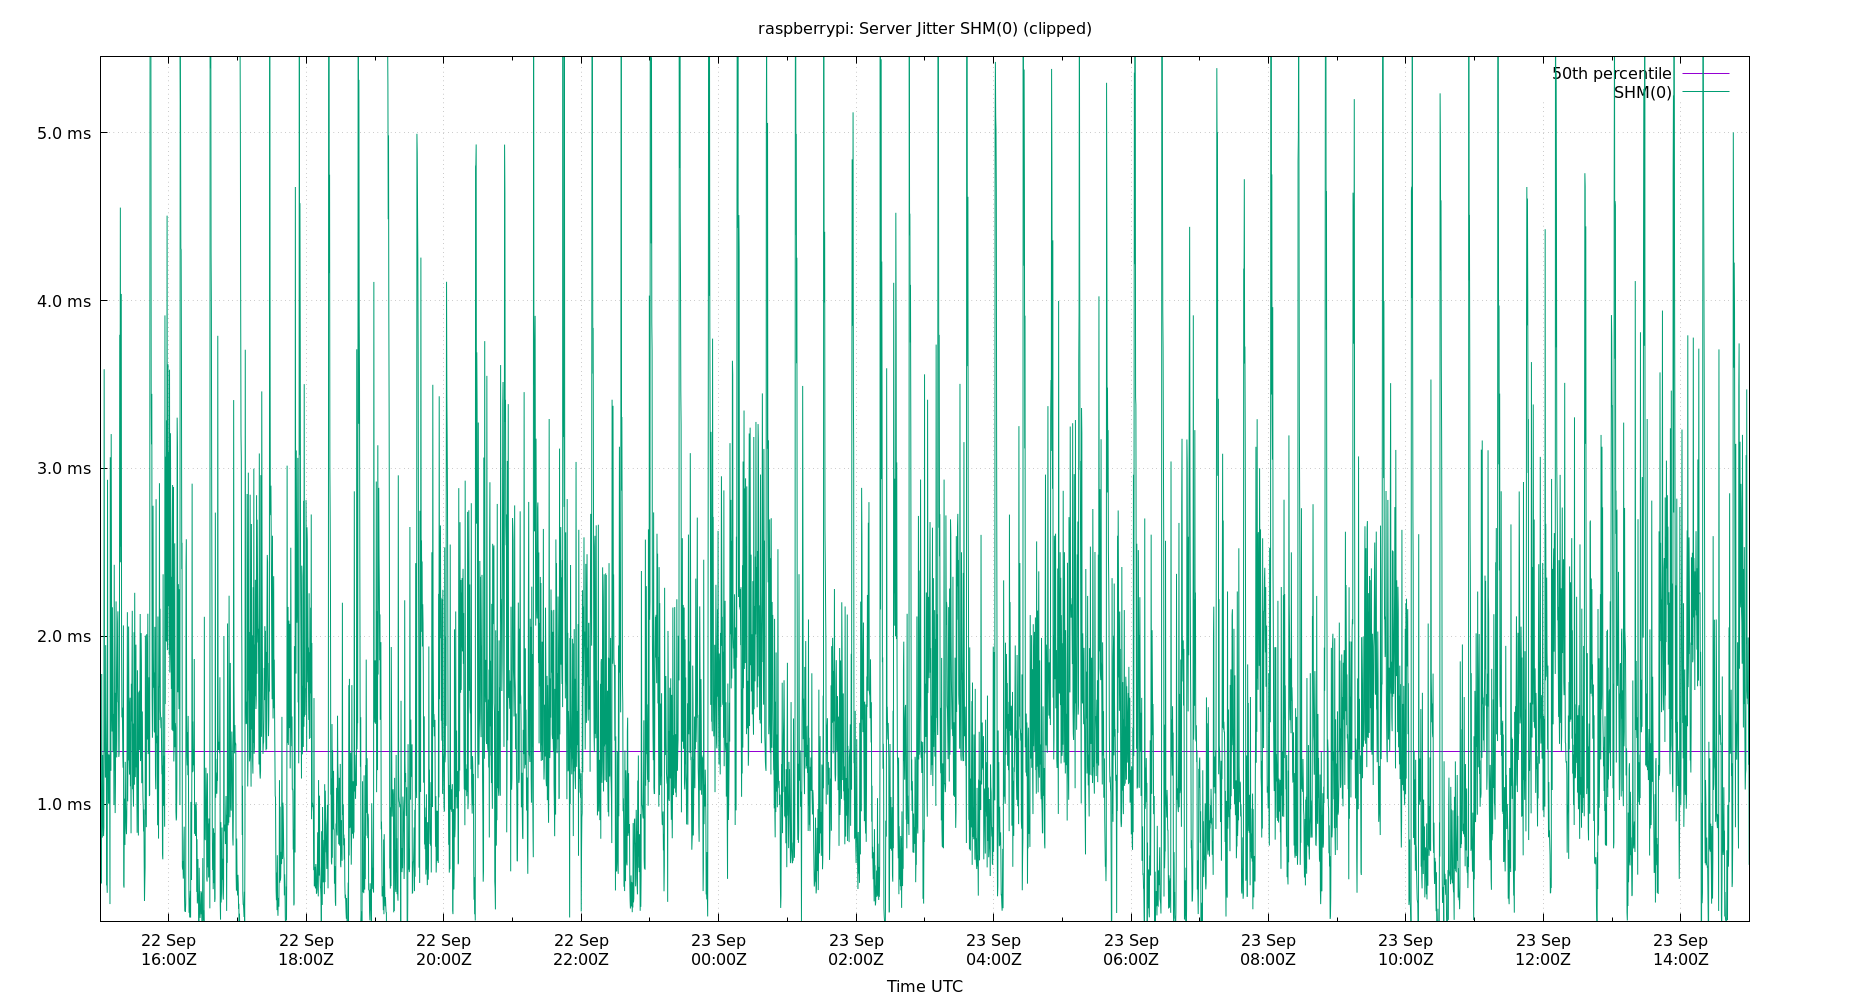 raspberrypi: Server Jitter SHM(0) (clipped)
50th percentile
SHM(0)
5.0 ms
4.0 ms
3.0 ms
2.0 ms
1.0 ms
22 Sep 22 Sep 22 Sep 22 Sep 23 Sep 23 Sep 23 Sep 23 Sep 23 Sep 23 Sep 23 Sep 23 Sep
16:00Z 18:00Z 20:00Z 22:00Z 00:00Z 02:00Z 04:00Z 06:00Z 08:00Z 10:00Z 12:00Z 14:00Z
Time UTC